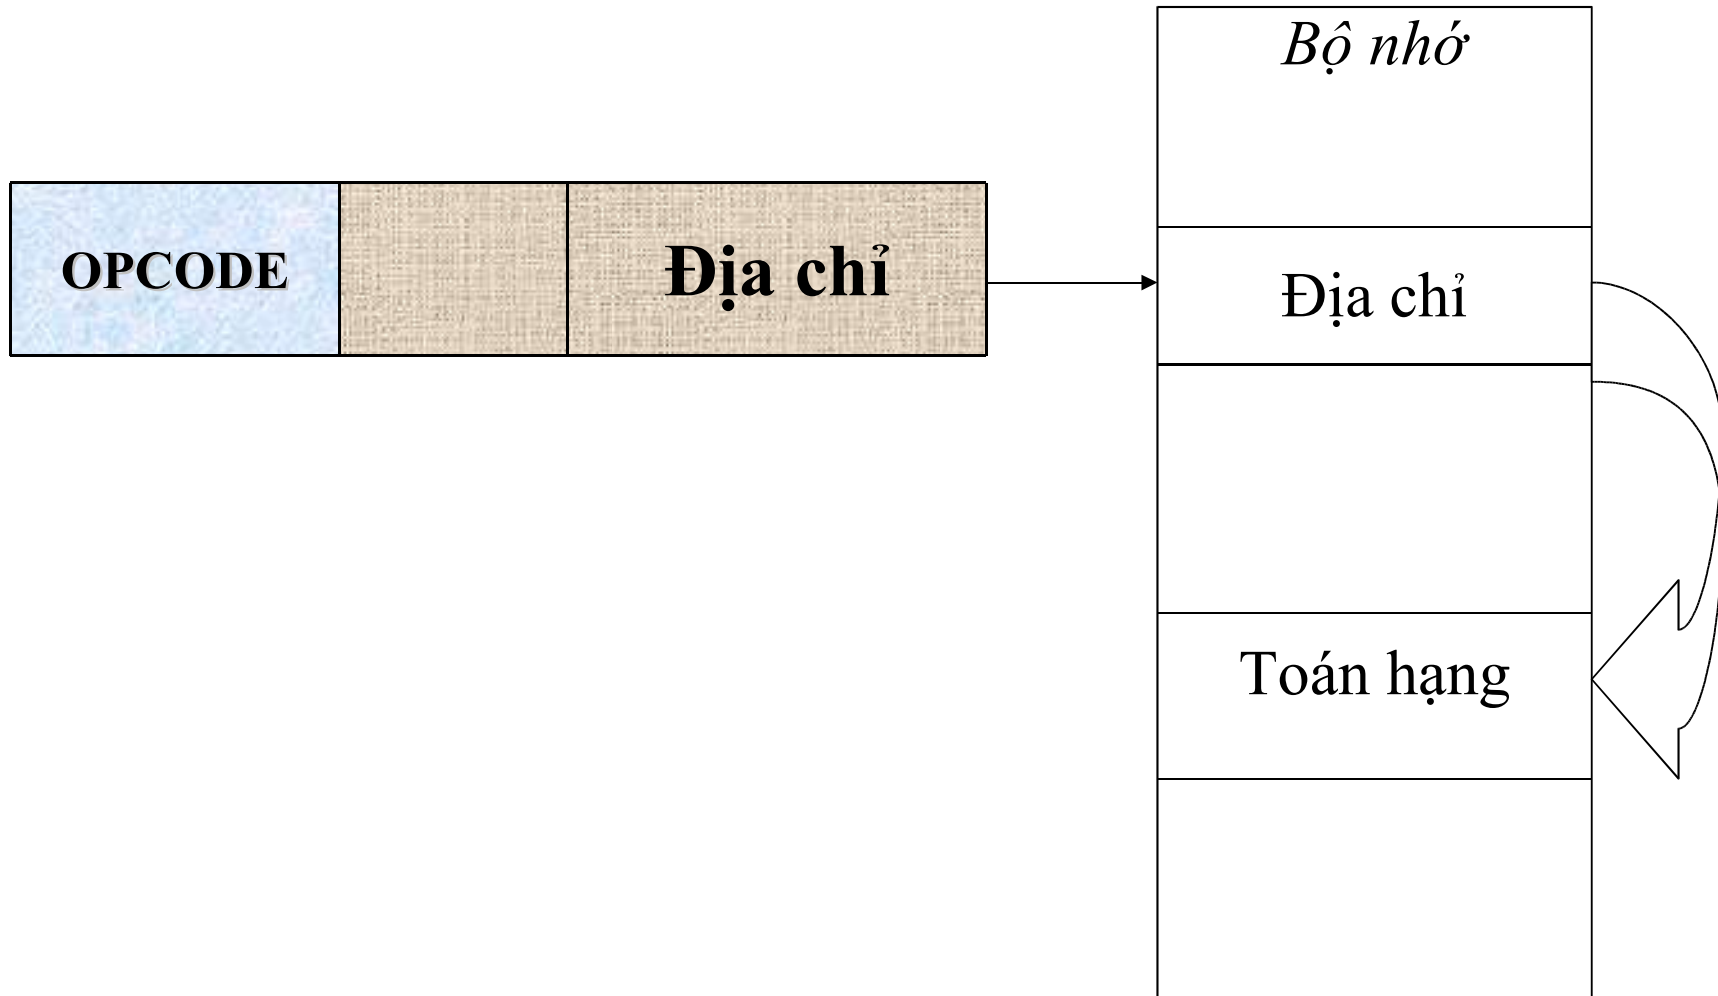 Bộ nhớ
OPCODE
Địa chỉ
Địa chỉ
Toán hạng